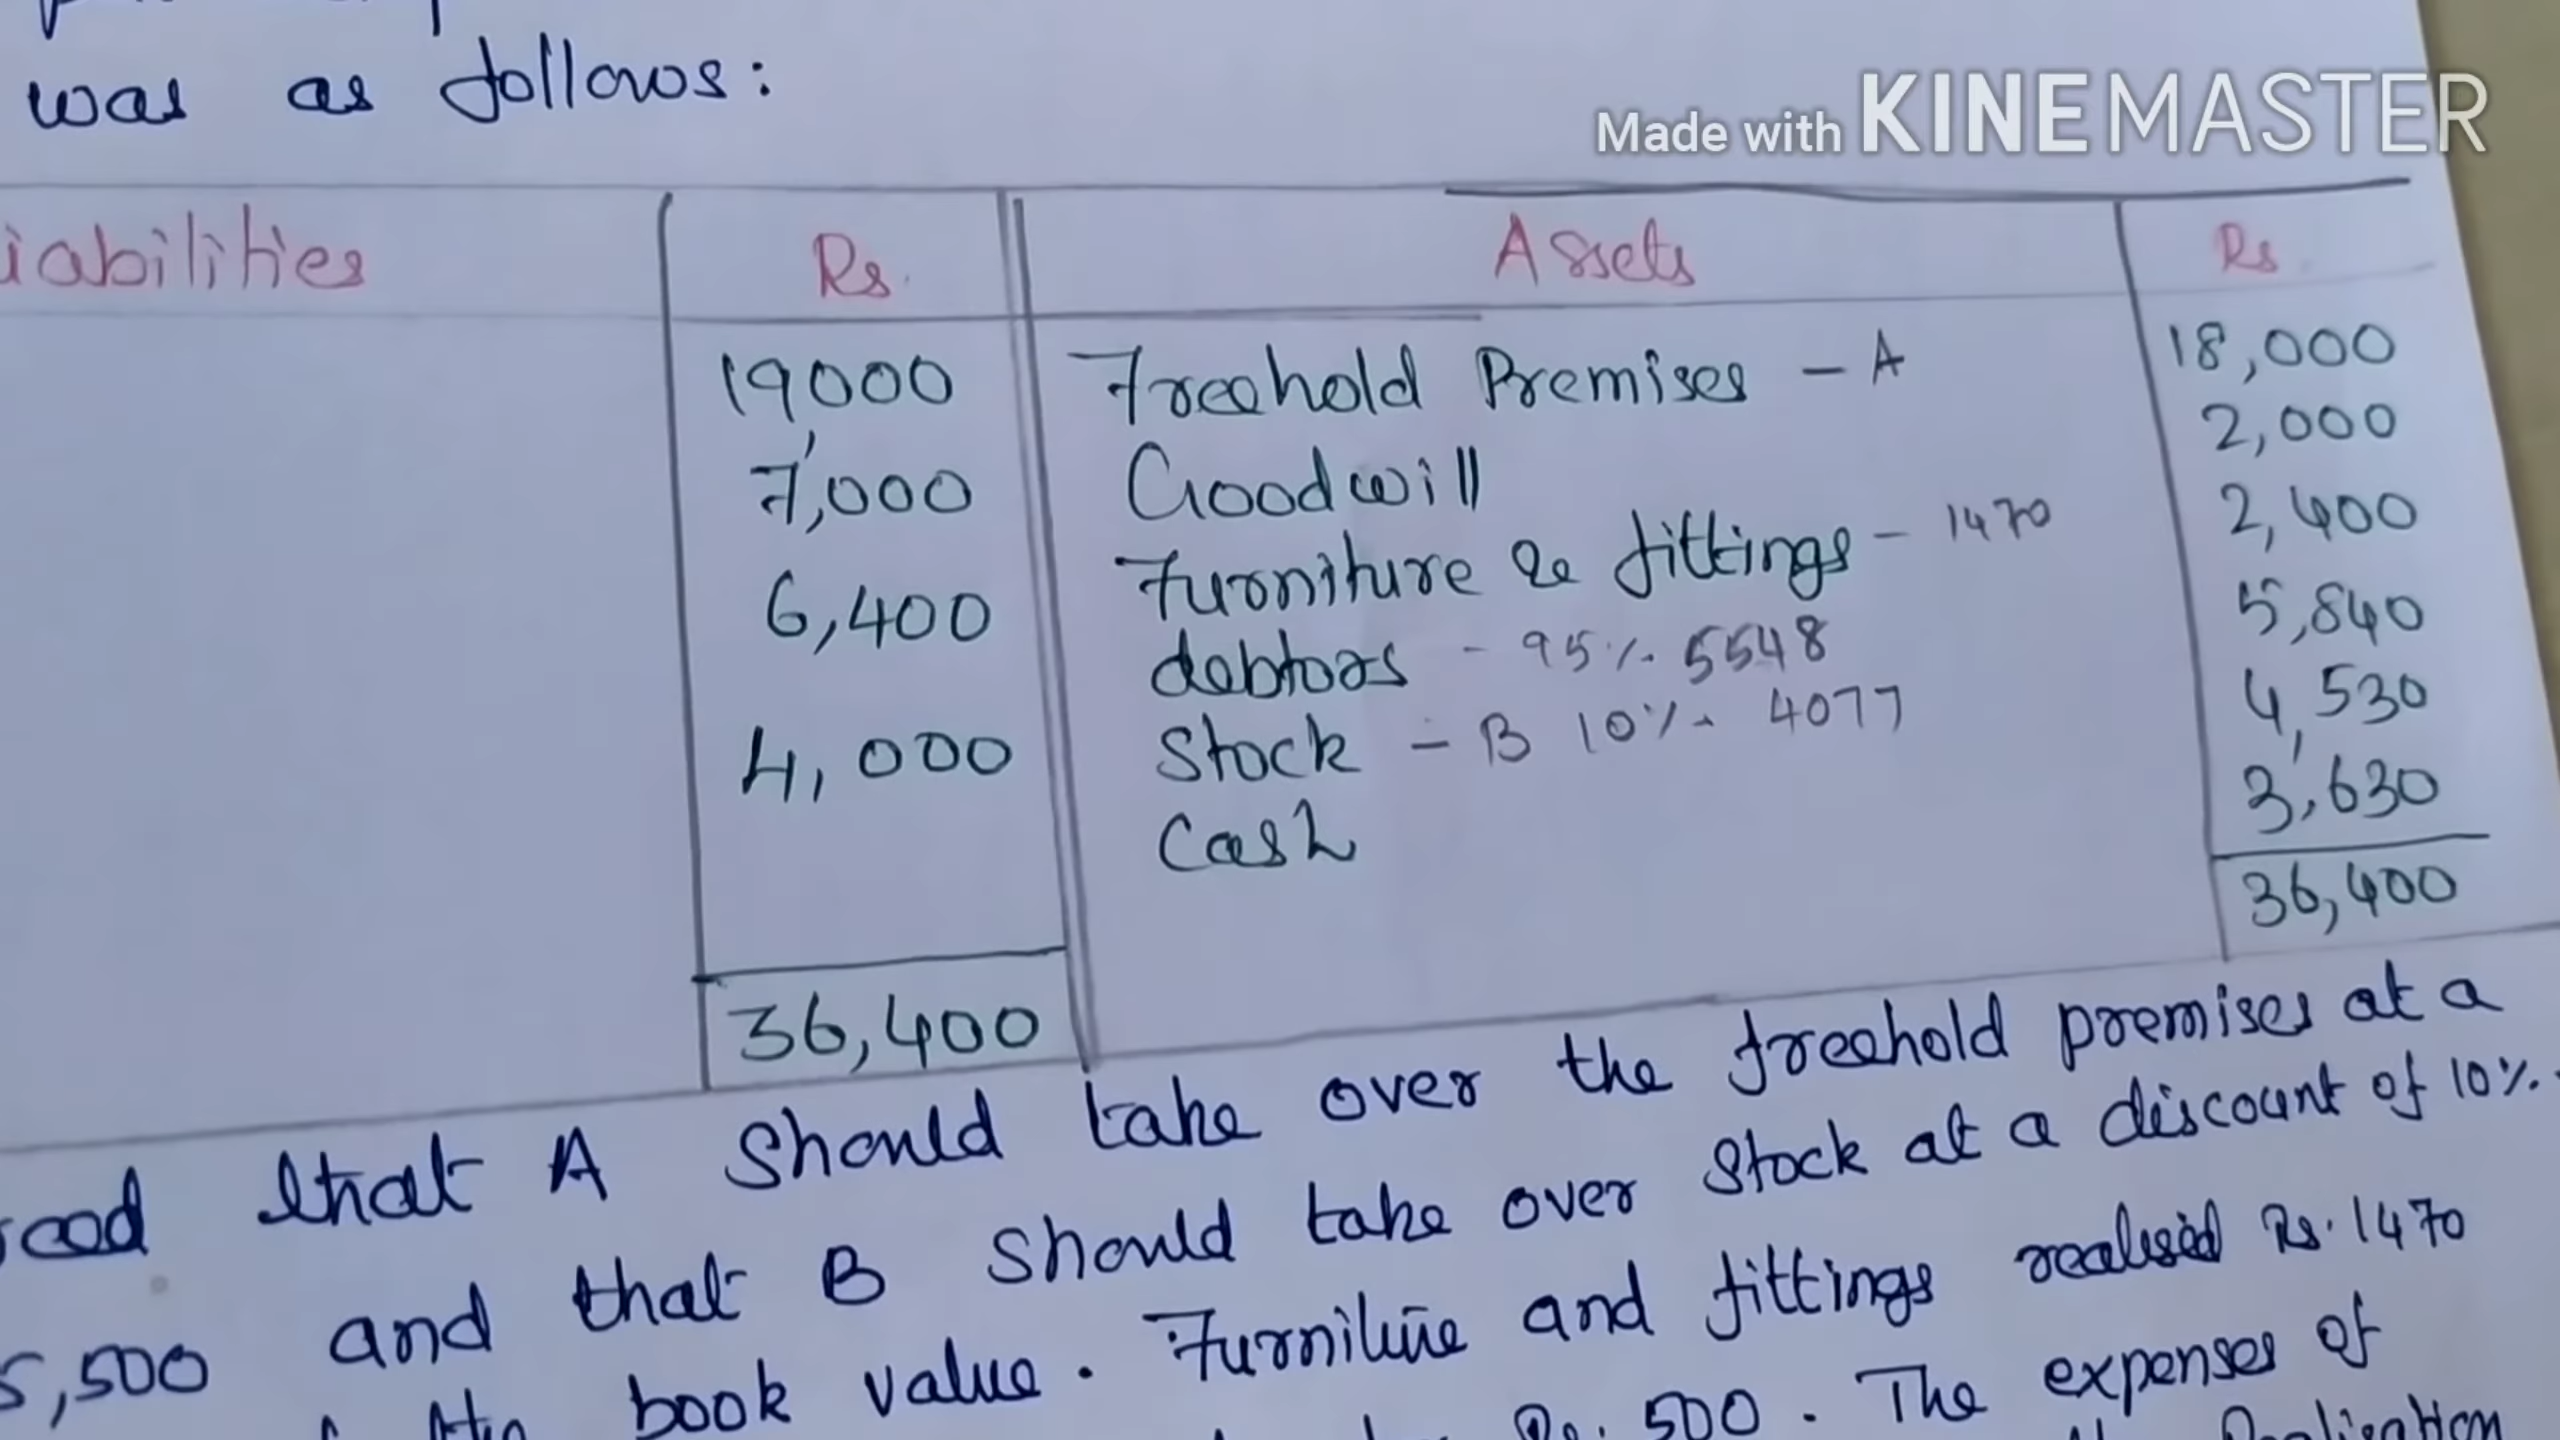 was as follows:
Made with KINEMASTER
iabilities Rs. Assets Rs.
19,000 Freehold Premises - A 18,000
7,000 Goodwill 2,000
6,400 Furniture & fittings - 1470 2,400
debtors - 95%. 5548 5,840
4,000 Stock - B 10%. 4077 4,530
Cash 3,630
36,400
36,400
that A should take over the freehold premises at a
5,500 and that B should take over stock at a discount of 10%.
book value. Furniture and fittings realised Rs. 1470
Rs. 500. The expenses of
Realisation